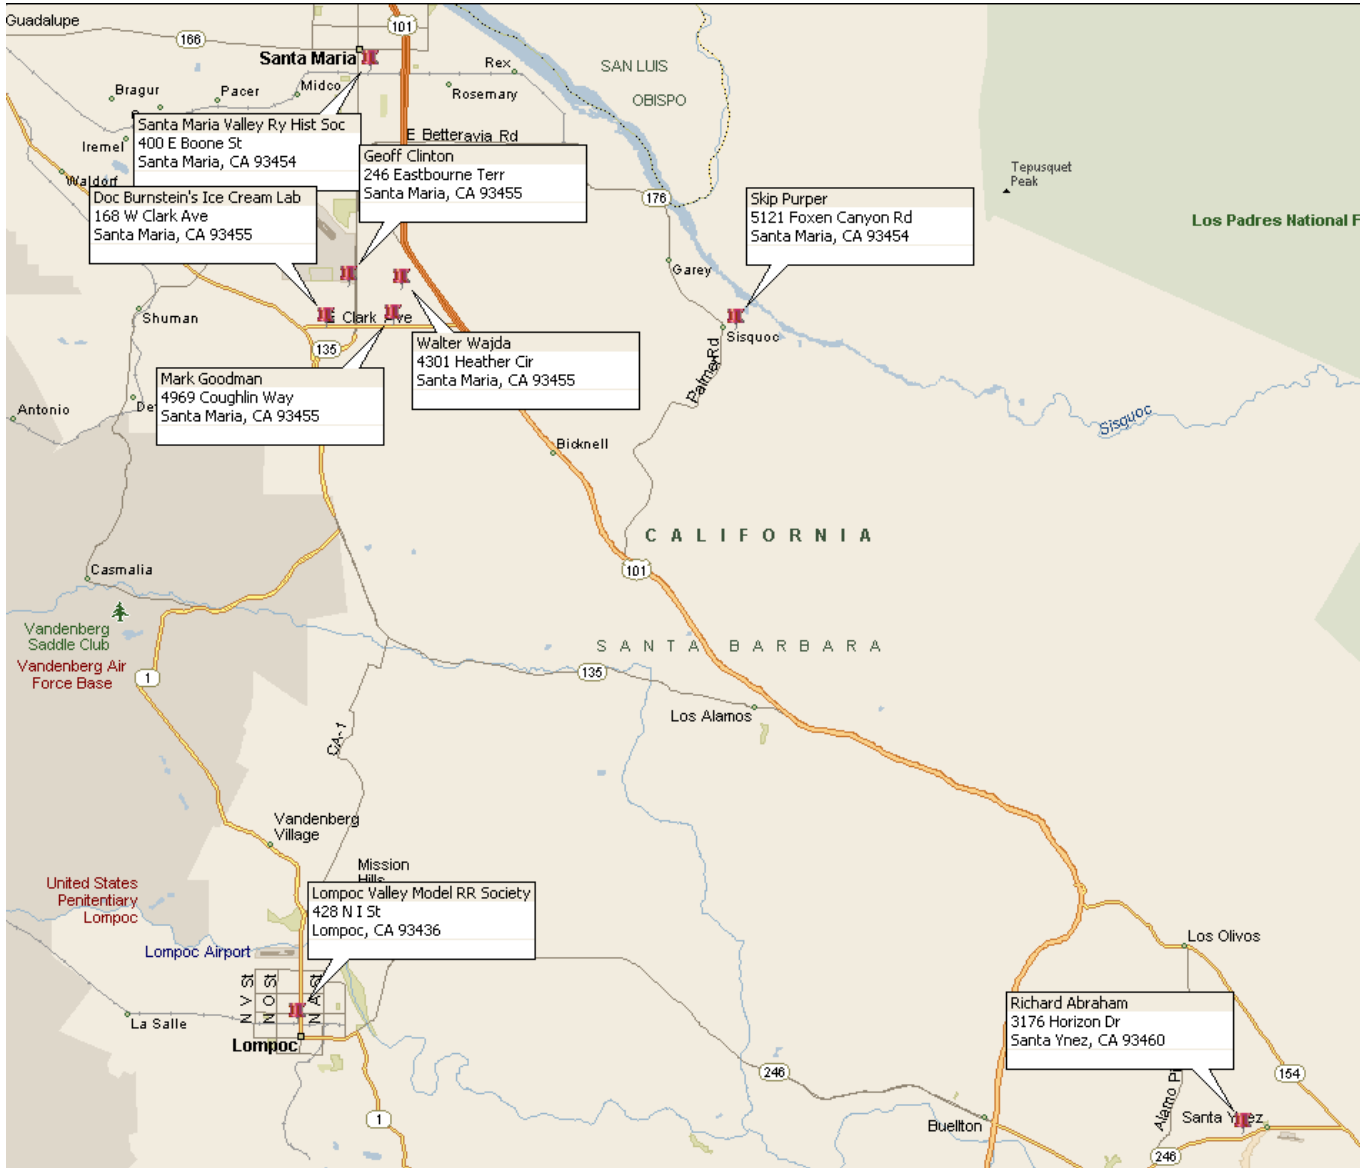 Guadalupe
101
166
Santa Maria
Rex
SAN LUIS
OBISPO
Bragur
Pacer
Midco
Rosemary
Santa Maria Valley Ry Hist Soc
400 E Boone St
Santa Maria, CA 93454
E Betteravia Rd
Iremel
Geoff Clinton
246 Eastbourne Terr
Santa Maria, CA 93455
Tepusquet
Peak
Waldorf
Doc Burnstein's Ice Cream Lab
168 W Clark Ave
Santa Maria, CA 93455
176
Skip Purper
5121 Foxen Canyon Rd
Santa Maria, CA 93454
Los Padres National F
Garey
Shuman
E Clark Ave
Sisquoc
135
Walter Wajda
4301 Heather Cir
Santa Maria, CA 93455
Palmer Rd
Mark Goodman
4969 Coughlin Way
Santa Maria, CA 93455
Antonio
De
Sisquoc
Bicknell
CALIFORNIA
Casmalia
101
Vandenberg
Saddle Club
Vandenberg Air
Force Base
SANTA BARBARA
1
135
Los Alamos
CA-1
Vandenberg
Village
Mission
Hills
United States
Penitentiary
Lompoc
Lompoc Valley Model RR Society
428 N I St
Lompoc, CA 93436
Los Olivos
Lompoc Airport
N V St
N O St
N A St
La Salle
Lompoc
Richard Abraham
3176 Horizon Dr
Santa Ynez, CA 93460
246
154
Alamo Pi
1
Buellton
Santa Ynez
246